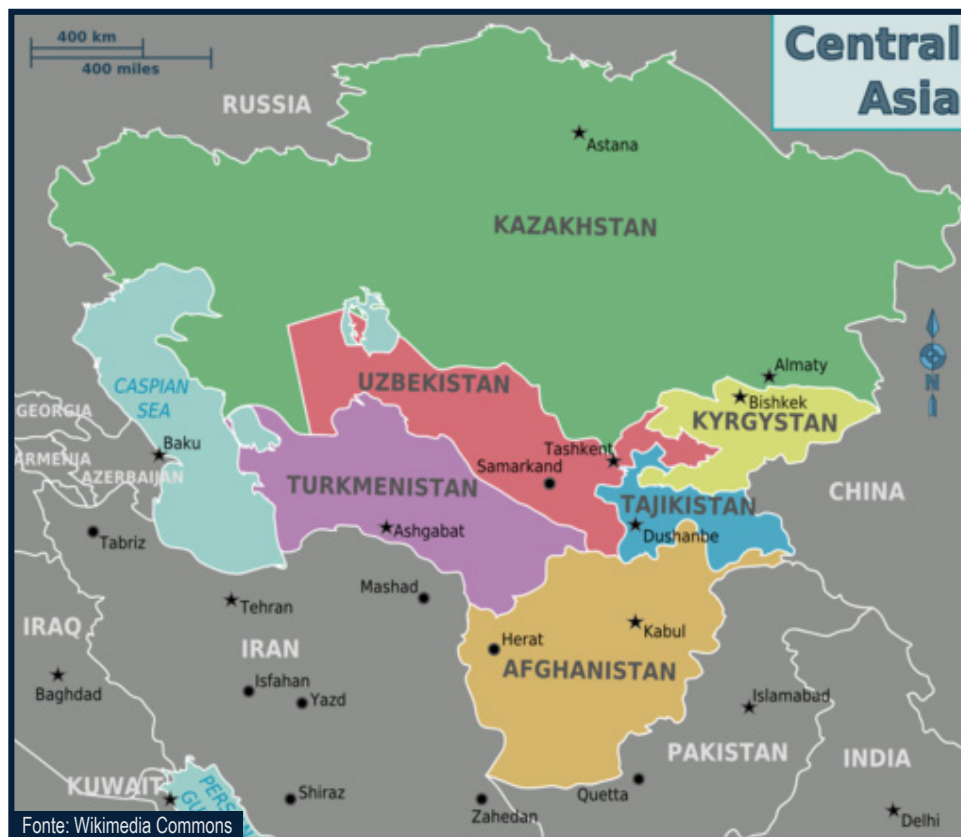 400 km
400 miles
Central
Asia
RUSSIA
Astana
KAZAKHSTAN
CASPIAN
SEA
GEORGIA
ARMENIA
AZERBAIJAN
Baku
UZBEKISTAN
Almaty
Bishkek
KYRGYSTAN
N
Tashkent
Samarkand
TURKMENISTAN
Ashgabat
TAJIKISTAN
Dushanbe
CHINA
Tabriz
Mashad
Tehran
IRAQ
IRAN
Baghdad
Isfahan
Yazd
Herat
Kabul
AFGHANISTAN
Islamabad
PAKISTAN
INDIA
KUWAIT
Shiraz
Zahedan
Quetta
Delhi
Fonte: Wikimedia Commons